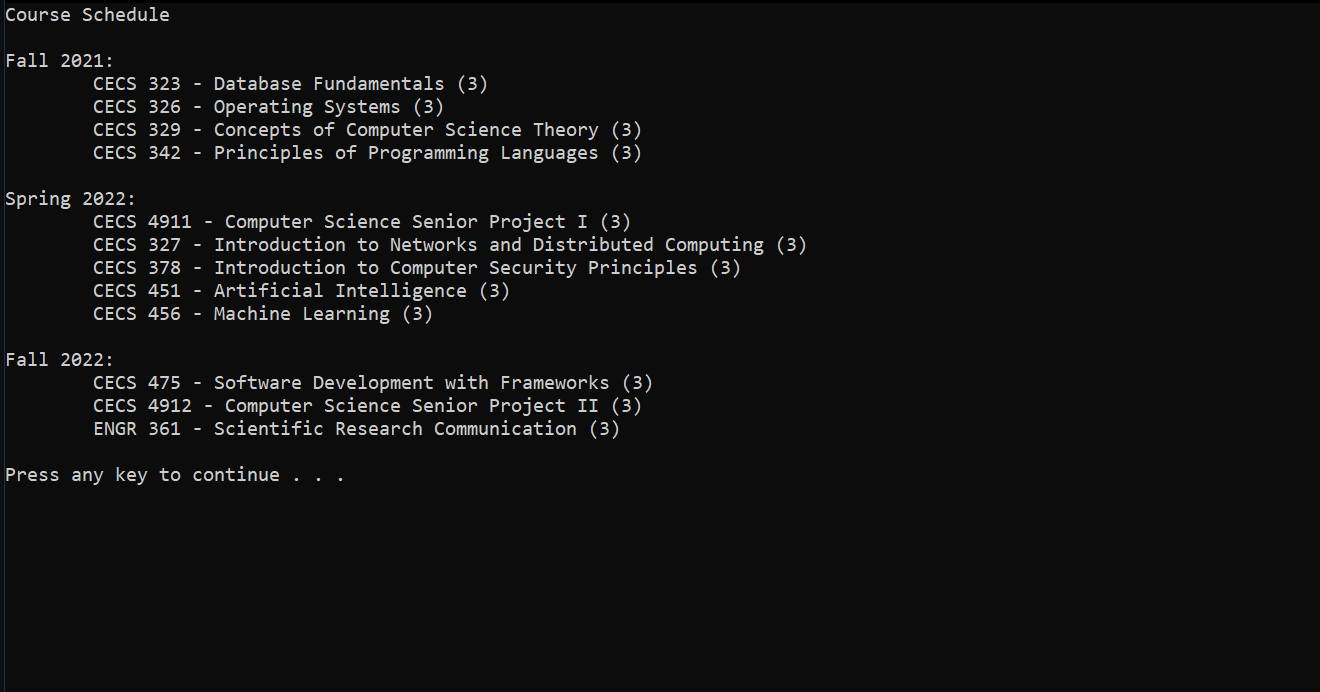 Course Schedule
Fall 2021:
CECS 323 - Database Fundamentals (3)
CECS 326 - Operating Systems (3)
CECS 329 - Concepts of Computer Science Theory (3)
CECS 342 - Principles of Programming Languages (3)
Spring 2022:
CECS 4911 - Computer Science Senior Project I (3)
CECS 327 - Introduction to Networks and Distributed Computing (3)
CECS 378 - Introduction to Computer Security Principles (3)
CECS 451 - Artificial Intelligence (3)
CECS 456 - Machine Learning (3)
Fall 2022:
CECS 475 - Software Development with Frameworks (3)
CECS 4912 - Computer Science Senior Project II (3)
ENGR 361 - Scientific Research Communication (3)
Press any key to continue . . .